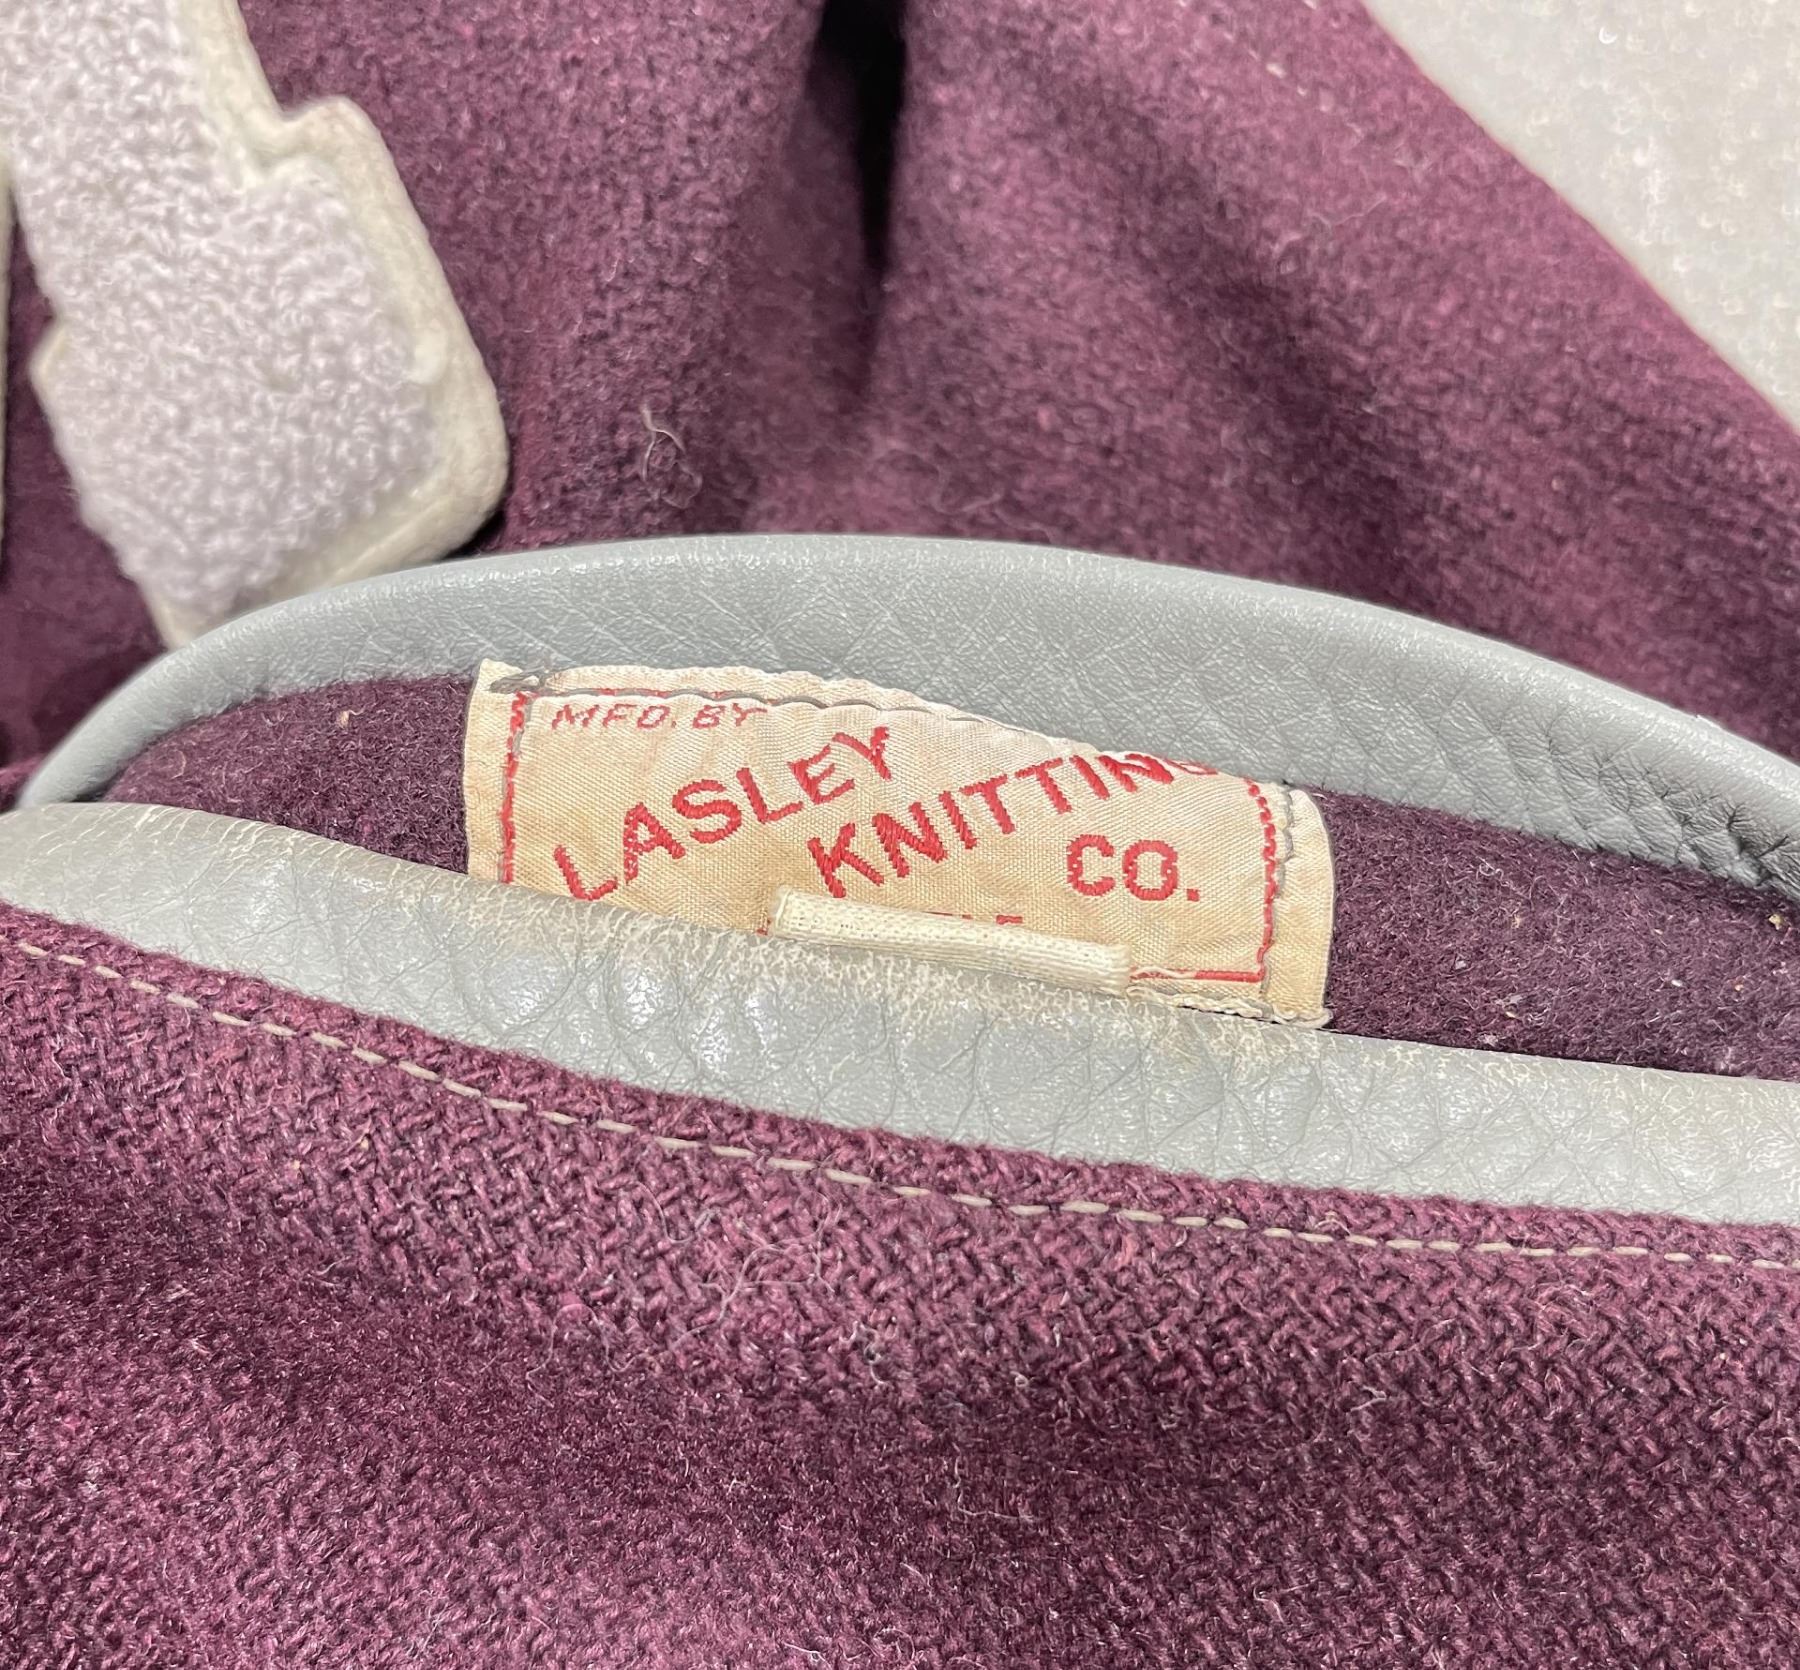 MFD. BY
LASLEY
KNITTING
CO.